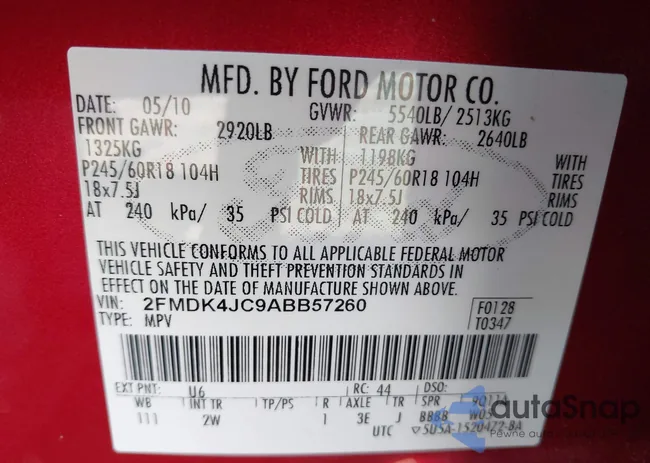 MFD. BY FORD MOTOR CO.
DATE: 05/10 GVWR: 5540LB/ 2513KG
FRONT GAWR: 2920LB REAR GAWR: 2640LB
1325KG WITH 1198KG WITH
P245/60R18 104H TIRES P245/60R18 104H TIRES
18x7.5J RIMS 18x7.5J RIMS
AT 240 kPa/ 35 PSI COLD AT 240 kPa/ 35 PSI COLD
THIS VEHICLE CONFORMS TO ALL APPLICABLE FEDERAL MOTOR
VEHICLE SAFETY AND THEFT PREVENTION STANDARDS IN
EFFECT ON THE DATE OF MANUFACTURE SHOWN ABOVE.
VIN: 2FMDK4JC9ABB57260 F0128
TYPE: MPV T0347
EXT PNT: U6 RC: 44 DSO:
WB INT TR TP/PS R AXLE TR SPR
111 2W 1 3E J BBBB
UTC
autoSnap
Pewne auto z USA